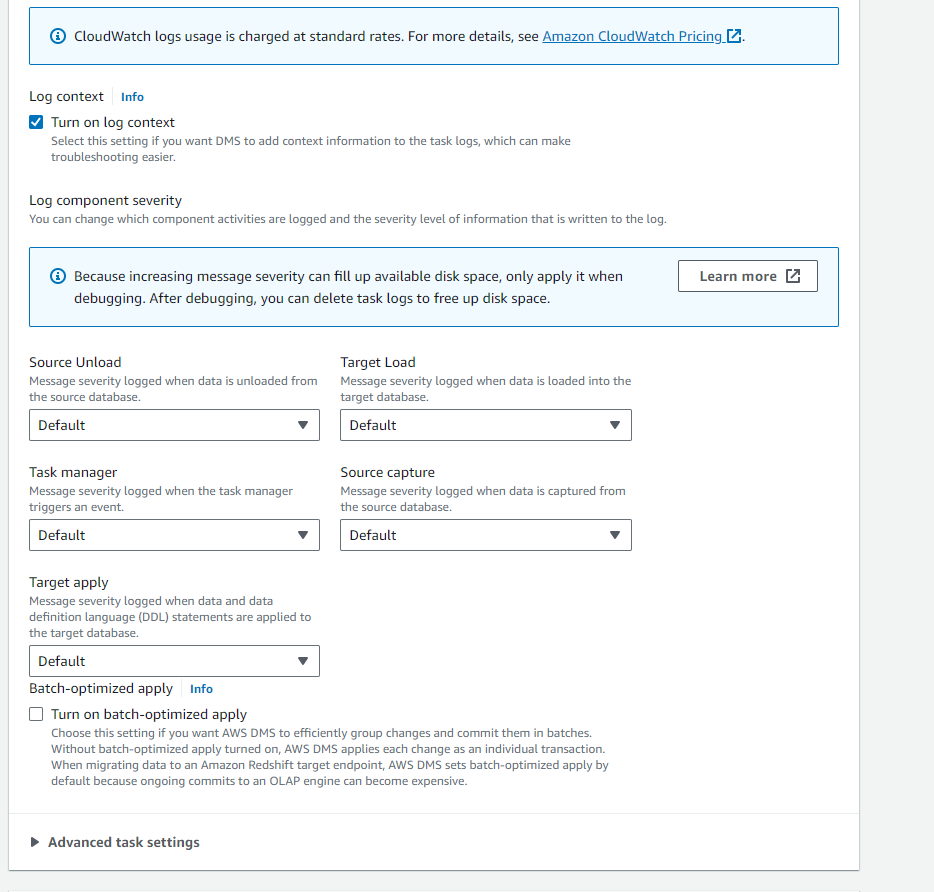 CloudWatch logs usage is charged at standard rates. For more details, see Amazon CloudWatch Pricing.
Log context Info
Turn on log context
Select this setting if you want DMS to add context information to the task logs, which can make
troubleshooting easier.
Log component severity
You can change which component activities are logged and the severity level of information that is written to the log.
Because increasing message severity can fill up available disk space, only apply it when
debugging. After debugging, you can delete task logs to free up disk space.
Learn more
Source Unload
Message severity logged when data is unloaded from
the source database.
Default
Target Load
Message severity logged when data is loaded into the
target database.
Default
Task manager
Message severity logged when the task manager
triggers an event.
Default
Source capture
Message severity logged when data is captured from
the source database.
Default
Target apply
Message severity logged when data and data
definition language (DDL) statements are applied to
the target database.
Default
Batch-optimized apply Info
Turn on batch-optimized apply
Choose this setting if you want AWS DMS to efficiently group changes and commit them in batches.
Without batch-optimized apply turned on, AWS DMS applies each change as an individual transaction.
When migrating data to an Amazon Redshift target endpoint, AWS DMS sets batch-optimized apply by
default because ongoing commits to an OLAP engine can become expensive.
Advanced task settings